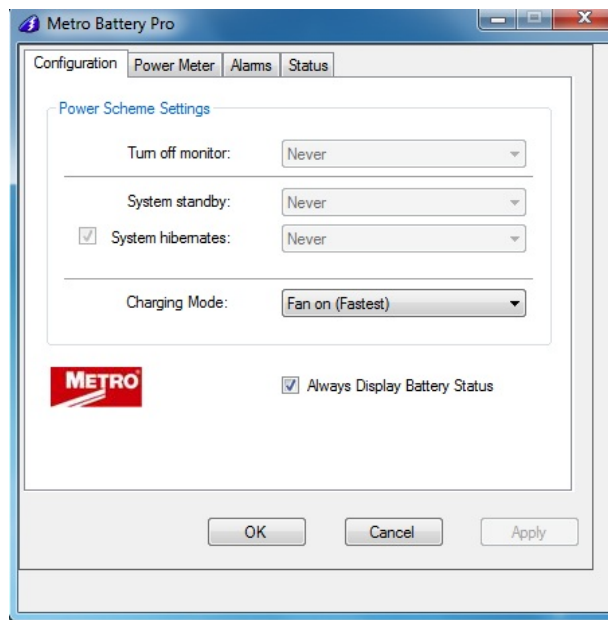 Metro Battery Pro
Configuration Power Meter Alarms Status
Power Scheme Settings
Turn off monitor: Never
System standby: Never
System hibernates: Never
Charging Mode: Fan on (Fastest)
METRO
Always Display Battery Status
OK Cancel Apply